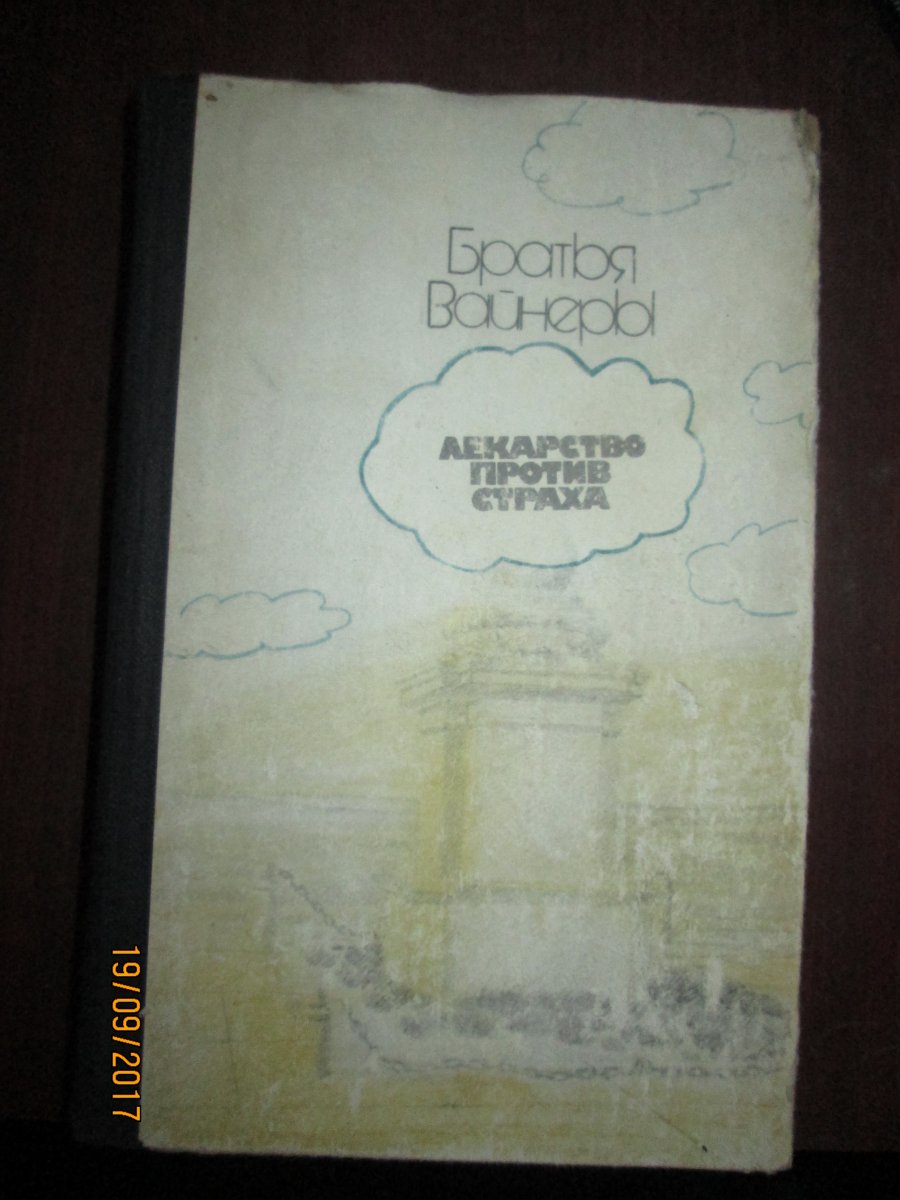 Братья
Вайнеры
ЛЕКАРСТВО
ПРОТИВ
СТРАХА
19/09/2017